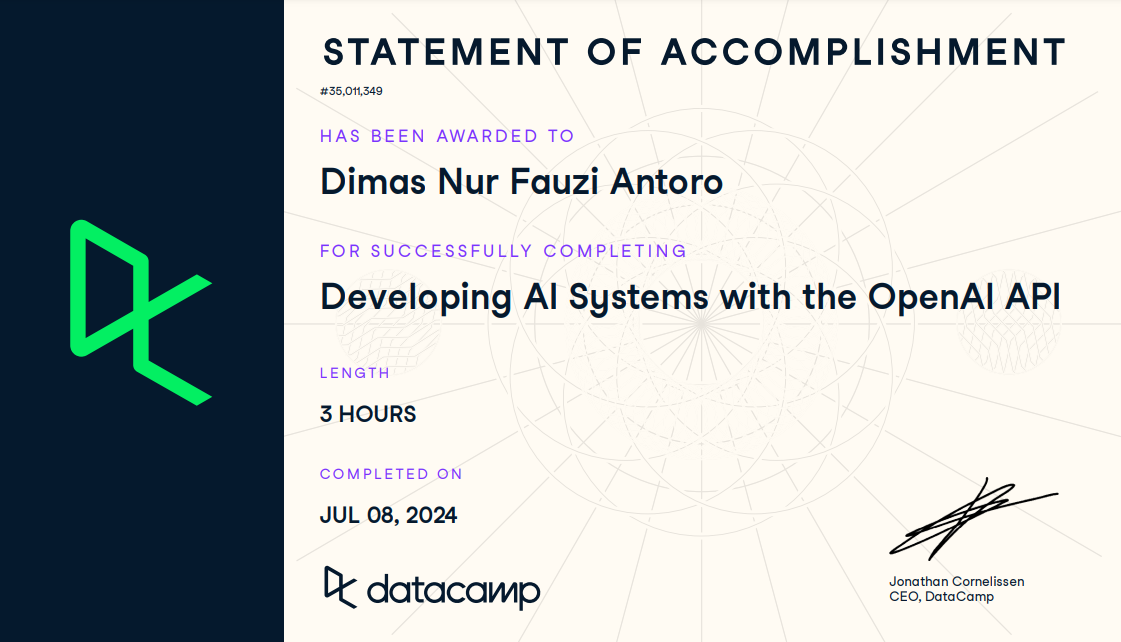 STATEMENT OF ACCOMPLISHMENT
#35,011,349
HAS BEEN AWARDED TO
Dimas Nur Fauzi Antoro
FOR SUCCESSFULLY COMPLETING
Developing AI Systems with the OpenAI API
LENGTH
3 HOURS
COMPLETED ON
JUL 08, 2024
datacamp
Jonathan Cornelissen
CEO, DataCamp